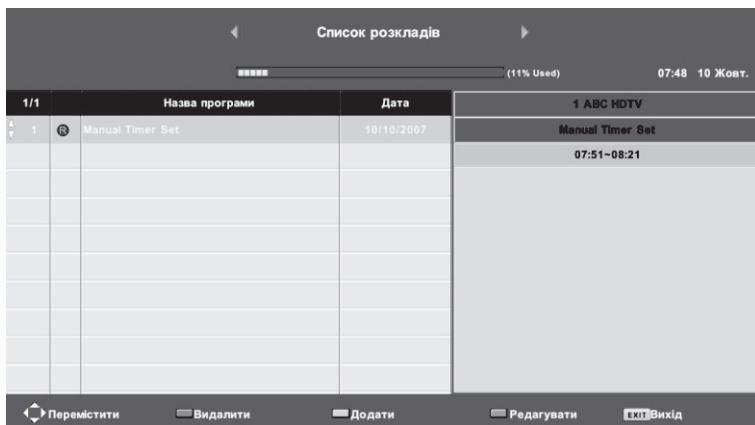 Список розкладів
(11% Used) 07:48 10 Жовт.
1/1 Назва програми Дата 1 ABC HDTV
1 R Manual Timer Set 10/10/2007 Manual Timer Set
07:51~08:21
Перемістити Видалити Додати Редагувати EXIT Вихід